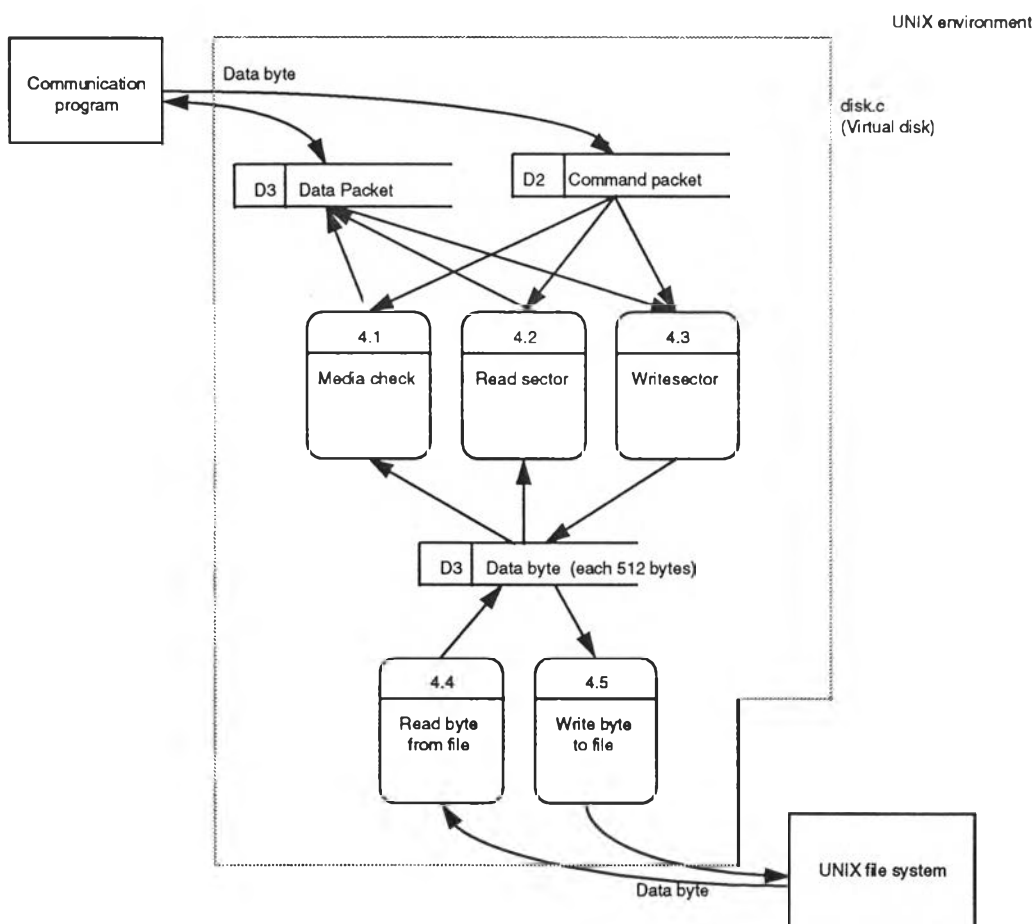 UNIX environment
Communication
program
Data byte
disk.c
(Virtual disk)
D3 Data Packet
D2 Command packet
4.1
Media check
4.2
Read sector
4.3
Writesector
D3 Data byte (each 512 bytes)
4.4
Read byte
from file
4.5
Write byte
to file
UNIX file system
Data byte